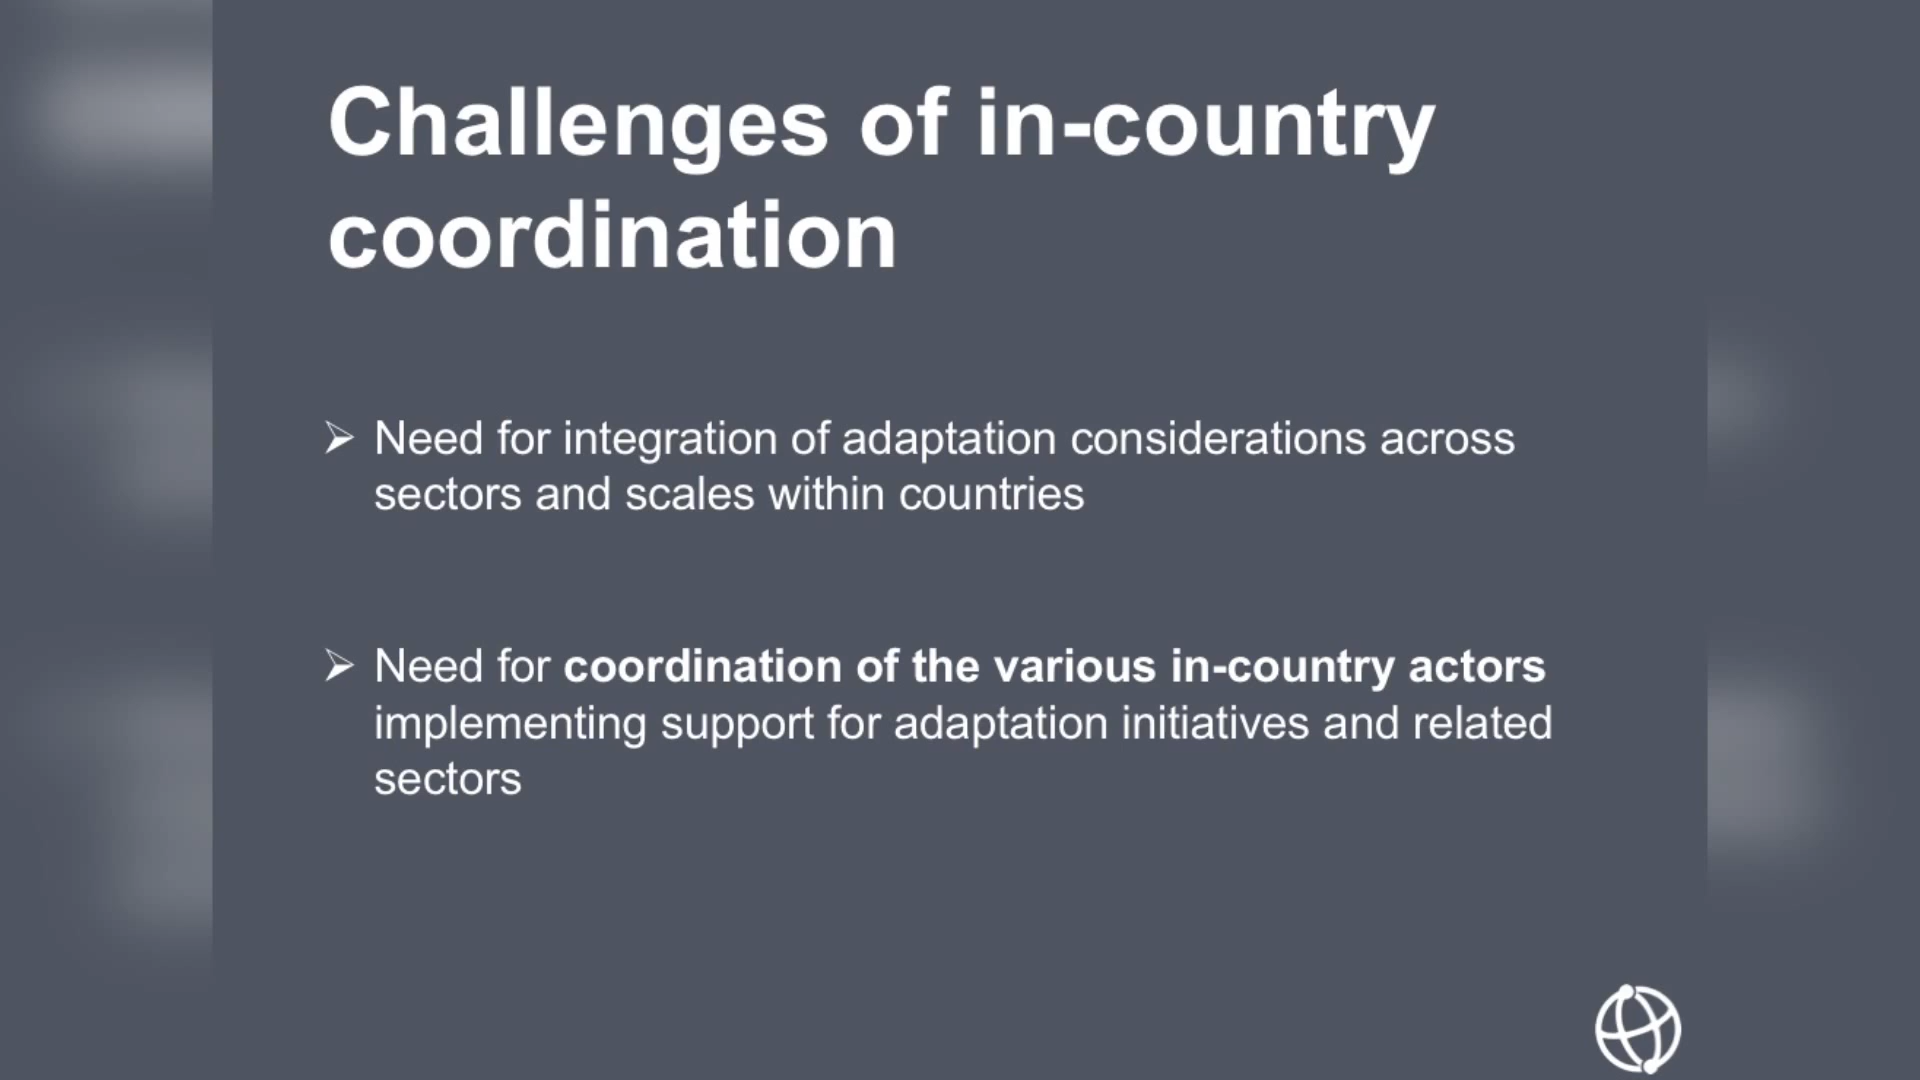 Challenges of in-country
coordination
Need for integration of adaptation considerations across
sectors and scales within countries
Need for coordination of the various in-country actors
implementing support for adaptation initiatives and related
sectors